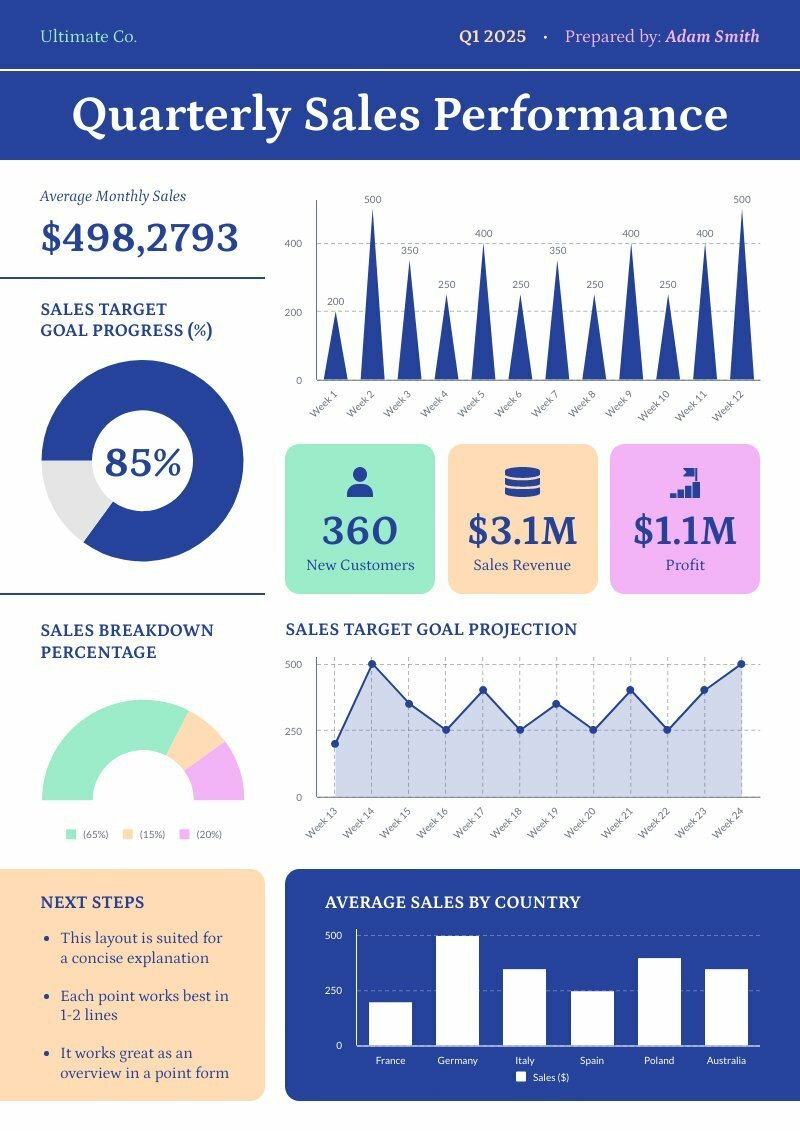 Ultimate Co.
Q1 2025 • Prepared by: Adam Smith
Quarterly Sales Performance
Average Monthly Sales
$498,2793
SALES TARGET
GOAL PROGRESS (%)
85%
500
400
350
250
400
250
350
250
400
250
400
500
200
400
200
0
Week 1
Week 2
Week 3
Week 4
Week 5
Week 6
Week 7
Week 8
Week 9
Week 10
Week 11
Week 12
360
New Customers
$3.1M
Sales Revenue
$1.1M
Profit
SALES BREAKDOWN
PERCENTAGE
(65%) (15%) (20%)
SALES TARGET GOAL PROJECTION
500
250
0
Week 13
Week 14
Week 15
Week 16
Week 17
Week 18
Week 19
Week 20
Week 21
Week 22
Week 23
Week 24
NEXT STEPS
• This layout is suited for
a concise explanation
• Each point works best in
1-2 lines
• It works great as an
overview in a point form
AVERAGE SALES BY COUNTRY
500
250
0
France Germany Italy Spain Poland Australia
Sales ($)